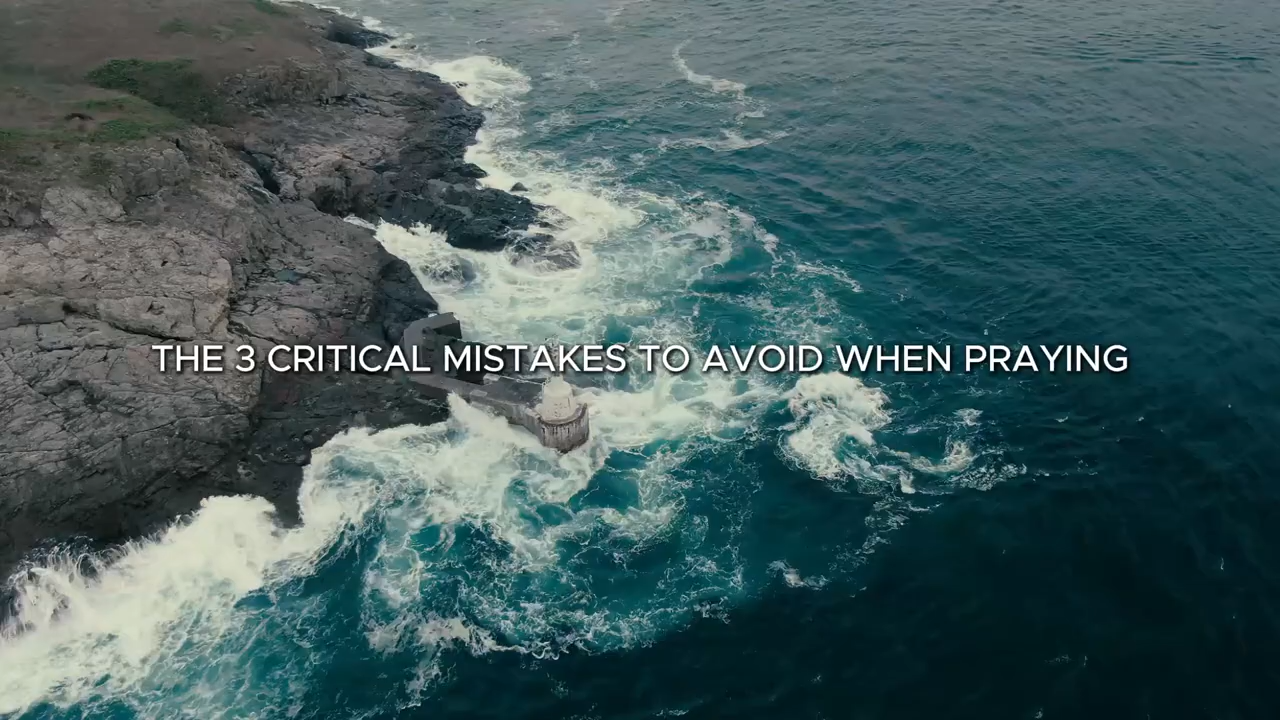 THE 3 CRITICAL MISTAKES TO AVOID WHEN PRAYING